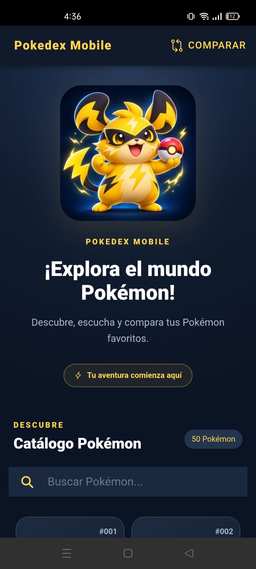 4:36
Pokedex Mobile
COMPARAR
POKEDEX MOBILE
¡Explora el mundo
Pokémon!
Descubre, escucha y compara tus Pokémon
favoritos.
Tu aventura comienza aquí
DESCUBRE
Catálogo Pokémon
50 Pokémon
Buscar Pokémon...
#001
#002